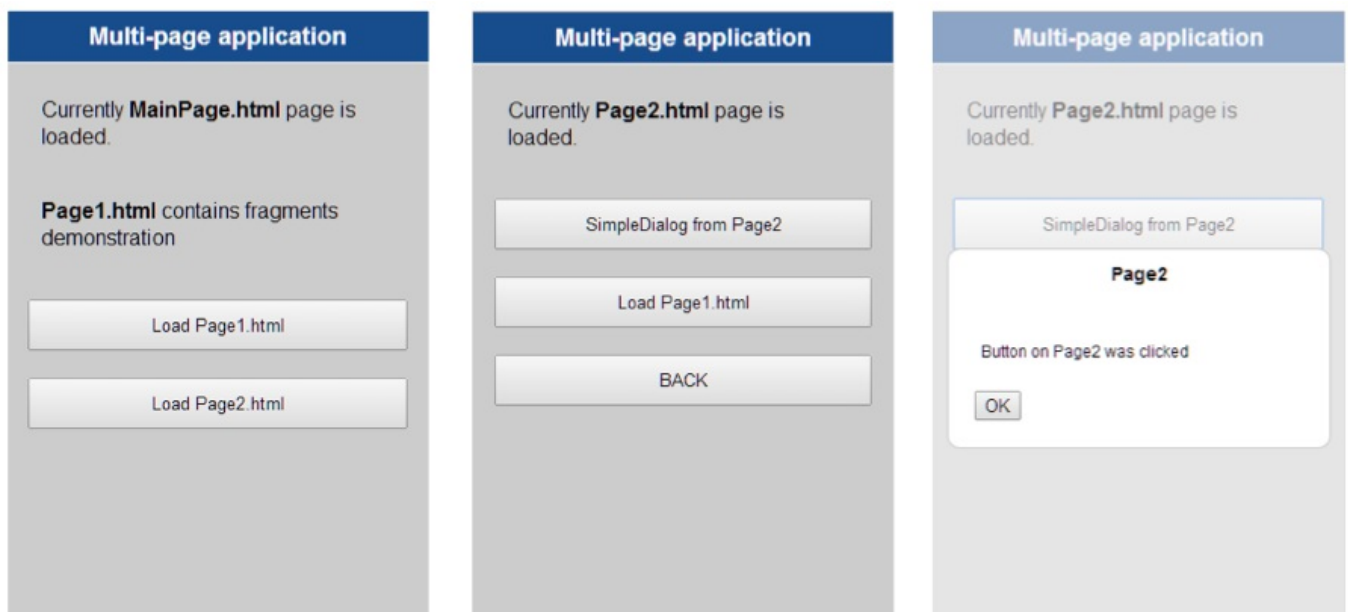 Multi-page application
Currently MainPage.html page is
loaded.
Page1.html contains fragments
demonstration
Load Page1.html
Load Page2.html
Multi-page application
Currently Page2.html page is
loaded.
SimpleDialog from Page2
Load Page1.html
BACK
Multi-page application
Currently Page2.html page is
loaded.
SimpleDialog from Page2
Page2
Button on Page2 was clicked
OK